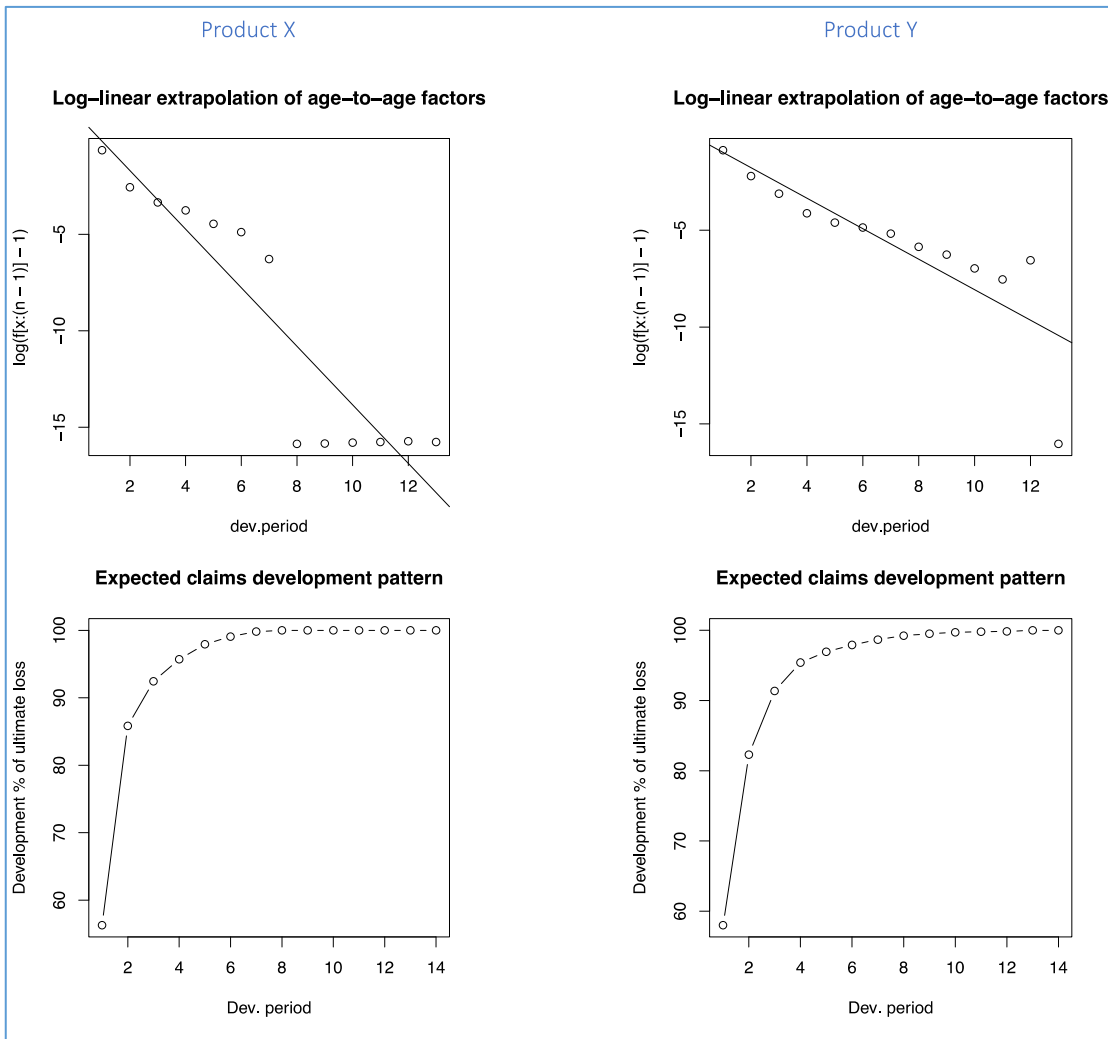 Product X
Product Y
Log–linear extrapolation of age–to–age factors
Log–linear extrapolation of age–to–age factors
log(f[x:(n − 1)] − 1)
−5
−10
−15
2 4 6 8 10 12
dev.period
log(f[x:(n − 1)] − 1)
−5
−10
−15
2 4 6 8 10 12
dev.period
Expected claims development pattern
Expected claims development pattern
Development % of ultimate loss
100
90
80
70
60
2 4 6 8 10 12 14
Dev. period
Development % of ultimate loss
100
90
80
70
60
2 4 6 8 10 12 14
Dev. period